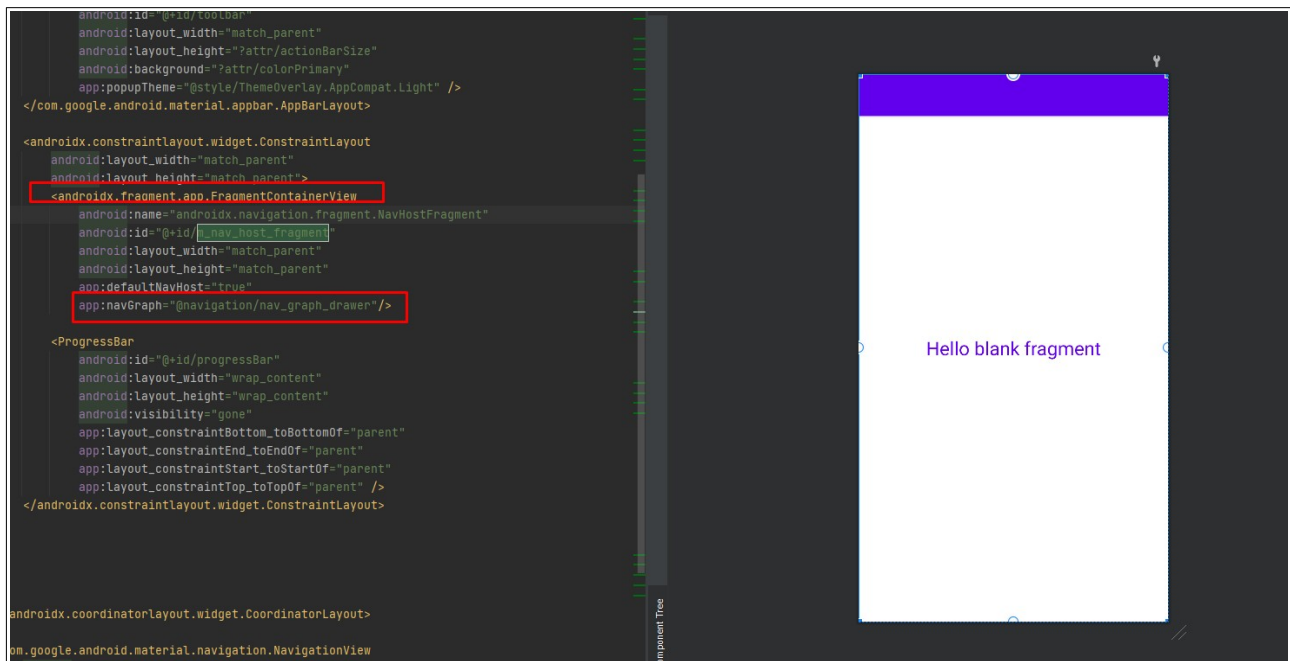 android:id="@+id/toolbar"
android:layout_width="match_parent"
android:layout_height="?attr/actionBarSize"
android:background="?attr/colorPrimary"
app:popupTheme="@style/ThemeOverlay.AppCompat.Light" />
</com.google.android.material.appbar.AppBarLayout>
<androidx.constraintlayout.widget.ConstraintLayout
android:layout_width="match_parent"
android:layout_height="match_parent">
<androidx.fragment.app.FragmentContainerView
android:name="androidx.navigation.fragment.NavHostFragment"
android:id="@+id/m_nav_host_fragment"
android:layout_width="match_parent"
android:layout_height="match_parent"
app:defaultNavHost="true"
app:navGraph="@navigation/nav_graph_drawer"/>
<ProgressBar
android:id="@+id/progressBar"
android:layout_width="wrap_content"
android:layout_height="wrap_content"
android:visibility="gone"
app:layout_constraintBottom_toBottomOf="parent"
app:layout_constraintEnd_toEndOf="parent"
app:layout_constraintStart_toStartOf="parent"
app:layout_constraintTop_toTopOf="parent" />
</androidx.constraintlayout.widget.ConstraintLayout>
androidx.coordinatorlayout.widget.CoordinatorLayout>
om.google.android.material.navigation.NavigationView
omponent Tree
Hello blank fragment